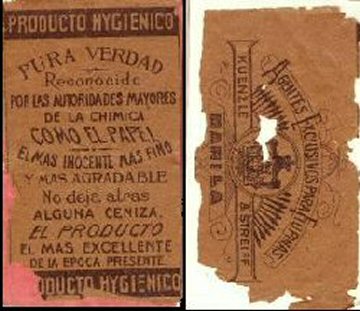 PRODUCTO HYGIENICO
PURA VERDAD
Reconocido
POR LAS AUTORIDADES MAYORES
DE LA CHIMICA
COMO EL PAPEL
EL MAS INOCENTE MAS FINO
Y MAS AGRADABLE
No deje atras
ALGUNA CENIZA.
EL PRODUCTO
EL MAS EXCELLENTE
DE LA EPOCA PRESENTE
PRODUCTO HYGIENICO
AGENTES EXCLUSIVOS PARA FILIPINAS
KUENZLE
& STREIFF
MANILA